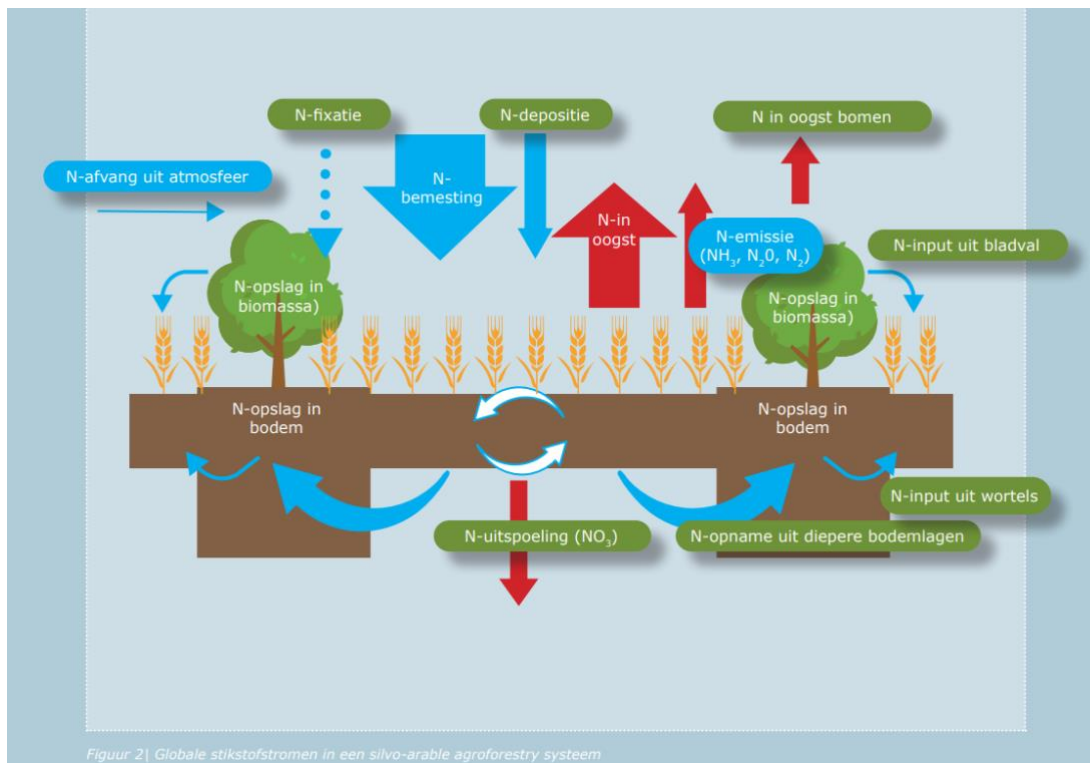 N-fixatie
N-depositie
N in oogst bomen
N-afvang uit atmosfeer
N-
bemesting
N-in
oogst
N-emissie
(NH₃, N₂0, N₂)
N-input uit bladval
N-opslag in
biomassa)
N-opslag in
biomassa)
N-opslag in
bodem
N-opslag in
bodem
N-input uit wortels
N-uitspoeling (NO₃)
N-opname uit diepere bodemlagen
Figuur 2| Globale stikstofstromen in een silvo-arable agroforestry systeem